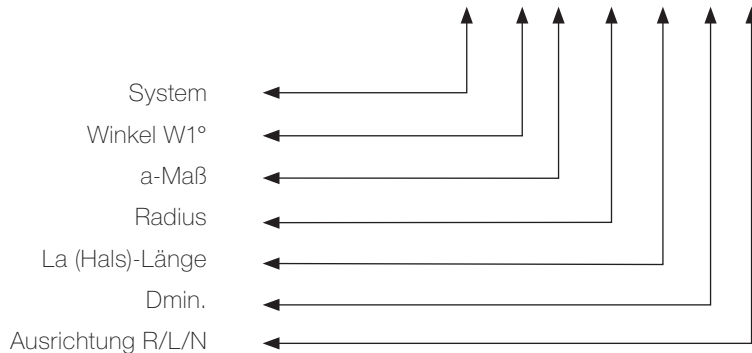 System
Winkel W1°
a-Maß
Radius
La (Hals)-Länge
Dmin.
Ausrichtung R/L/N